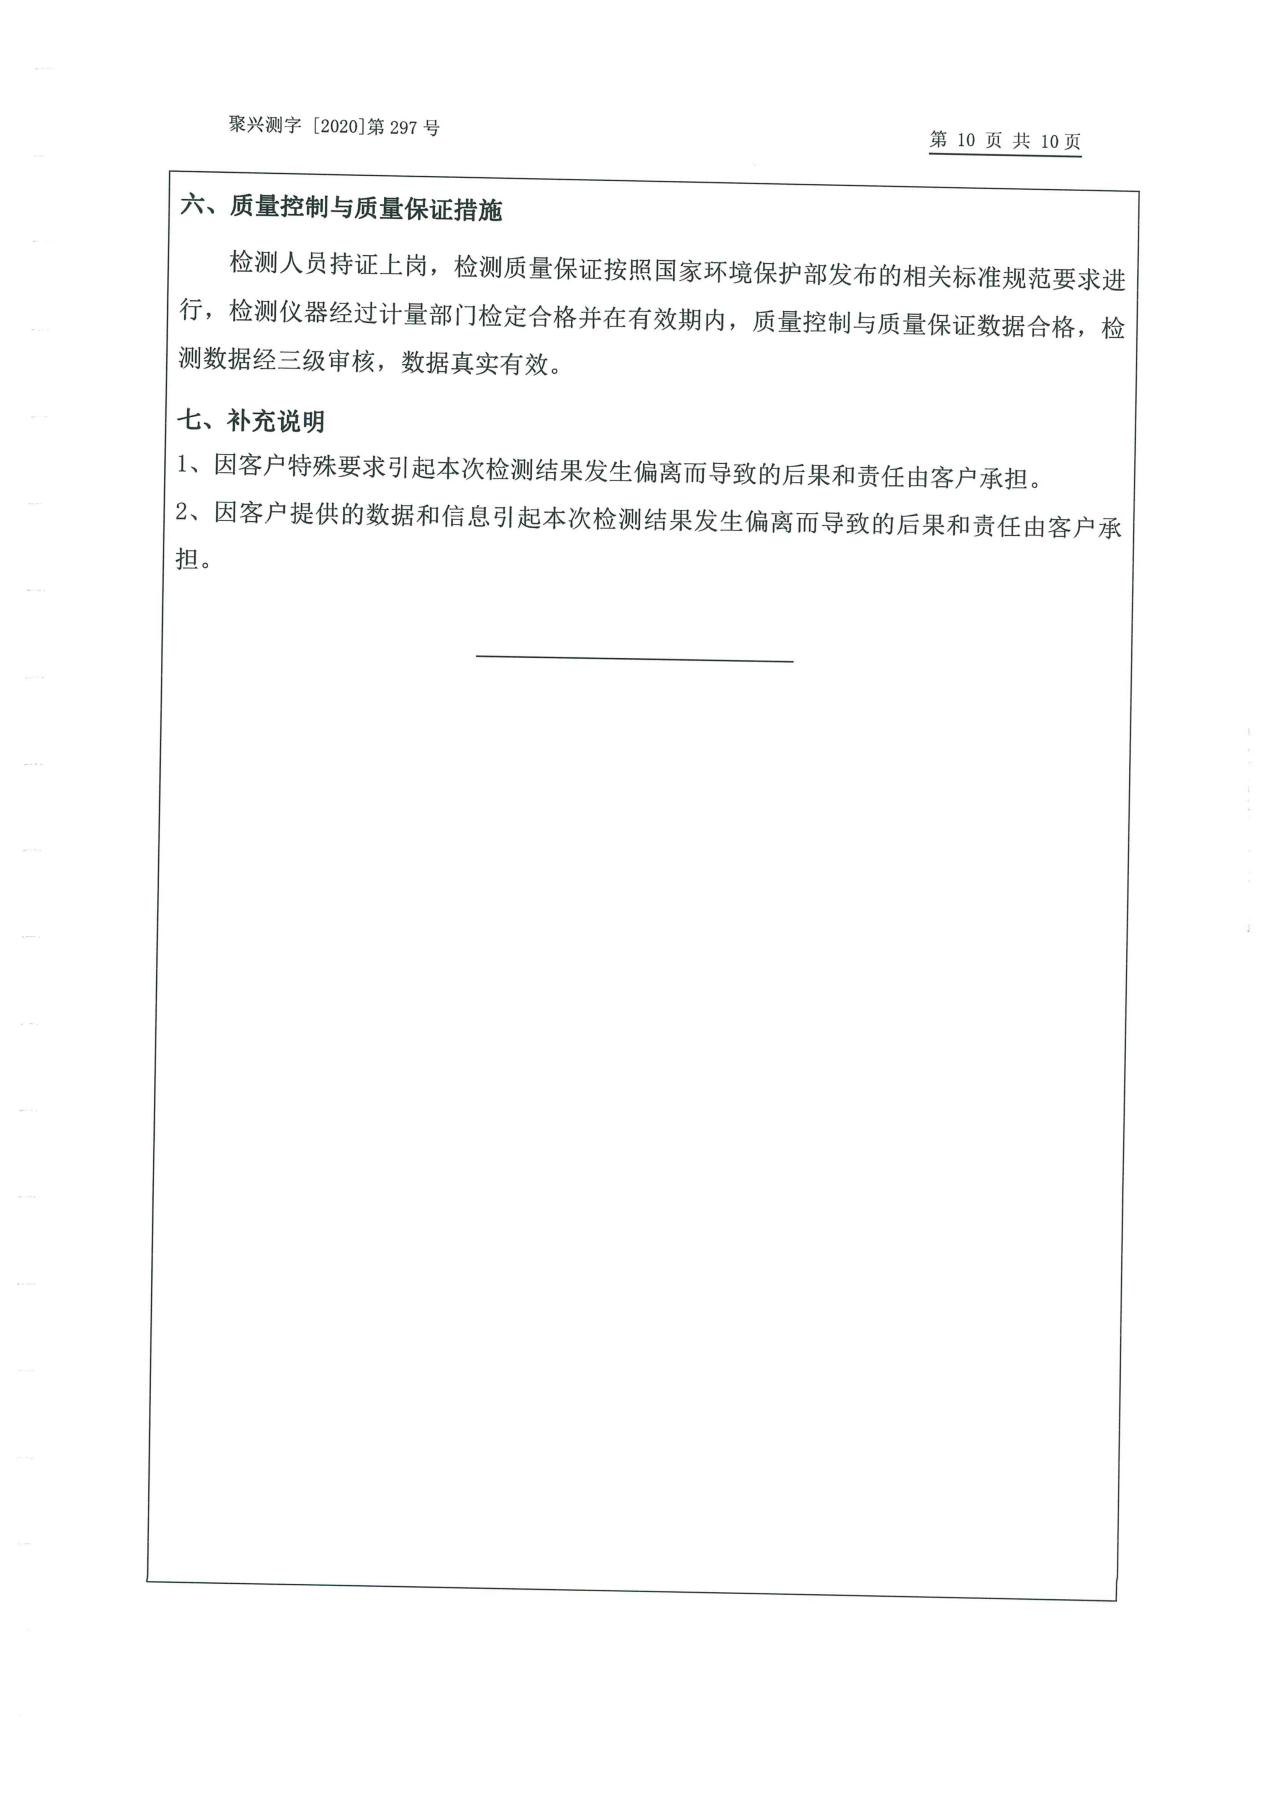 聚兴测字 [2020]第 297 号
第 10 页 共 10 页
六、质量控制与质量保证措施
检测人员持证上岗，检测质量保证按照国家环境保护部发布的相关标准规范要求进
行，检测仪器经过计量部门检定合格并在有效期内，质量控制与质量保证数据合格，检
测数据经三级审核，数据真实有效。
七、补充说明
1、因客户特殊要求引起本次检测结果发生偏离而导致的后果和责任由客户承担。
2、因客户提供的数据和信息引起本次检测结果发生偏离而导致的后果和责任由客户承
担。